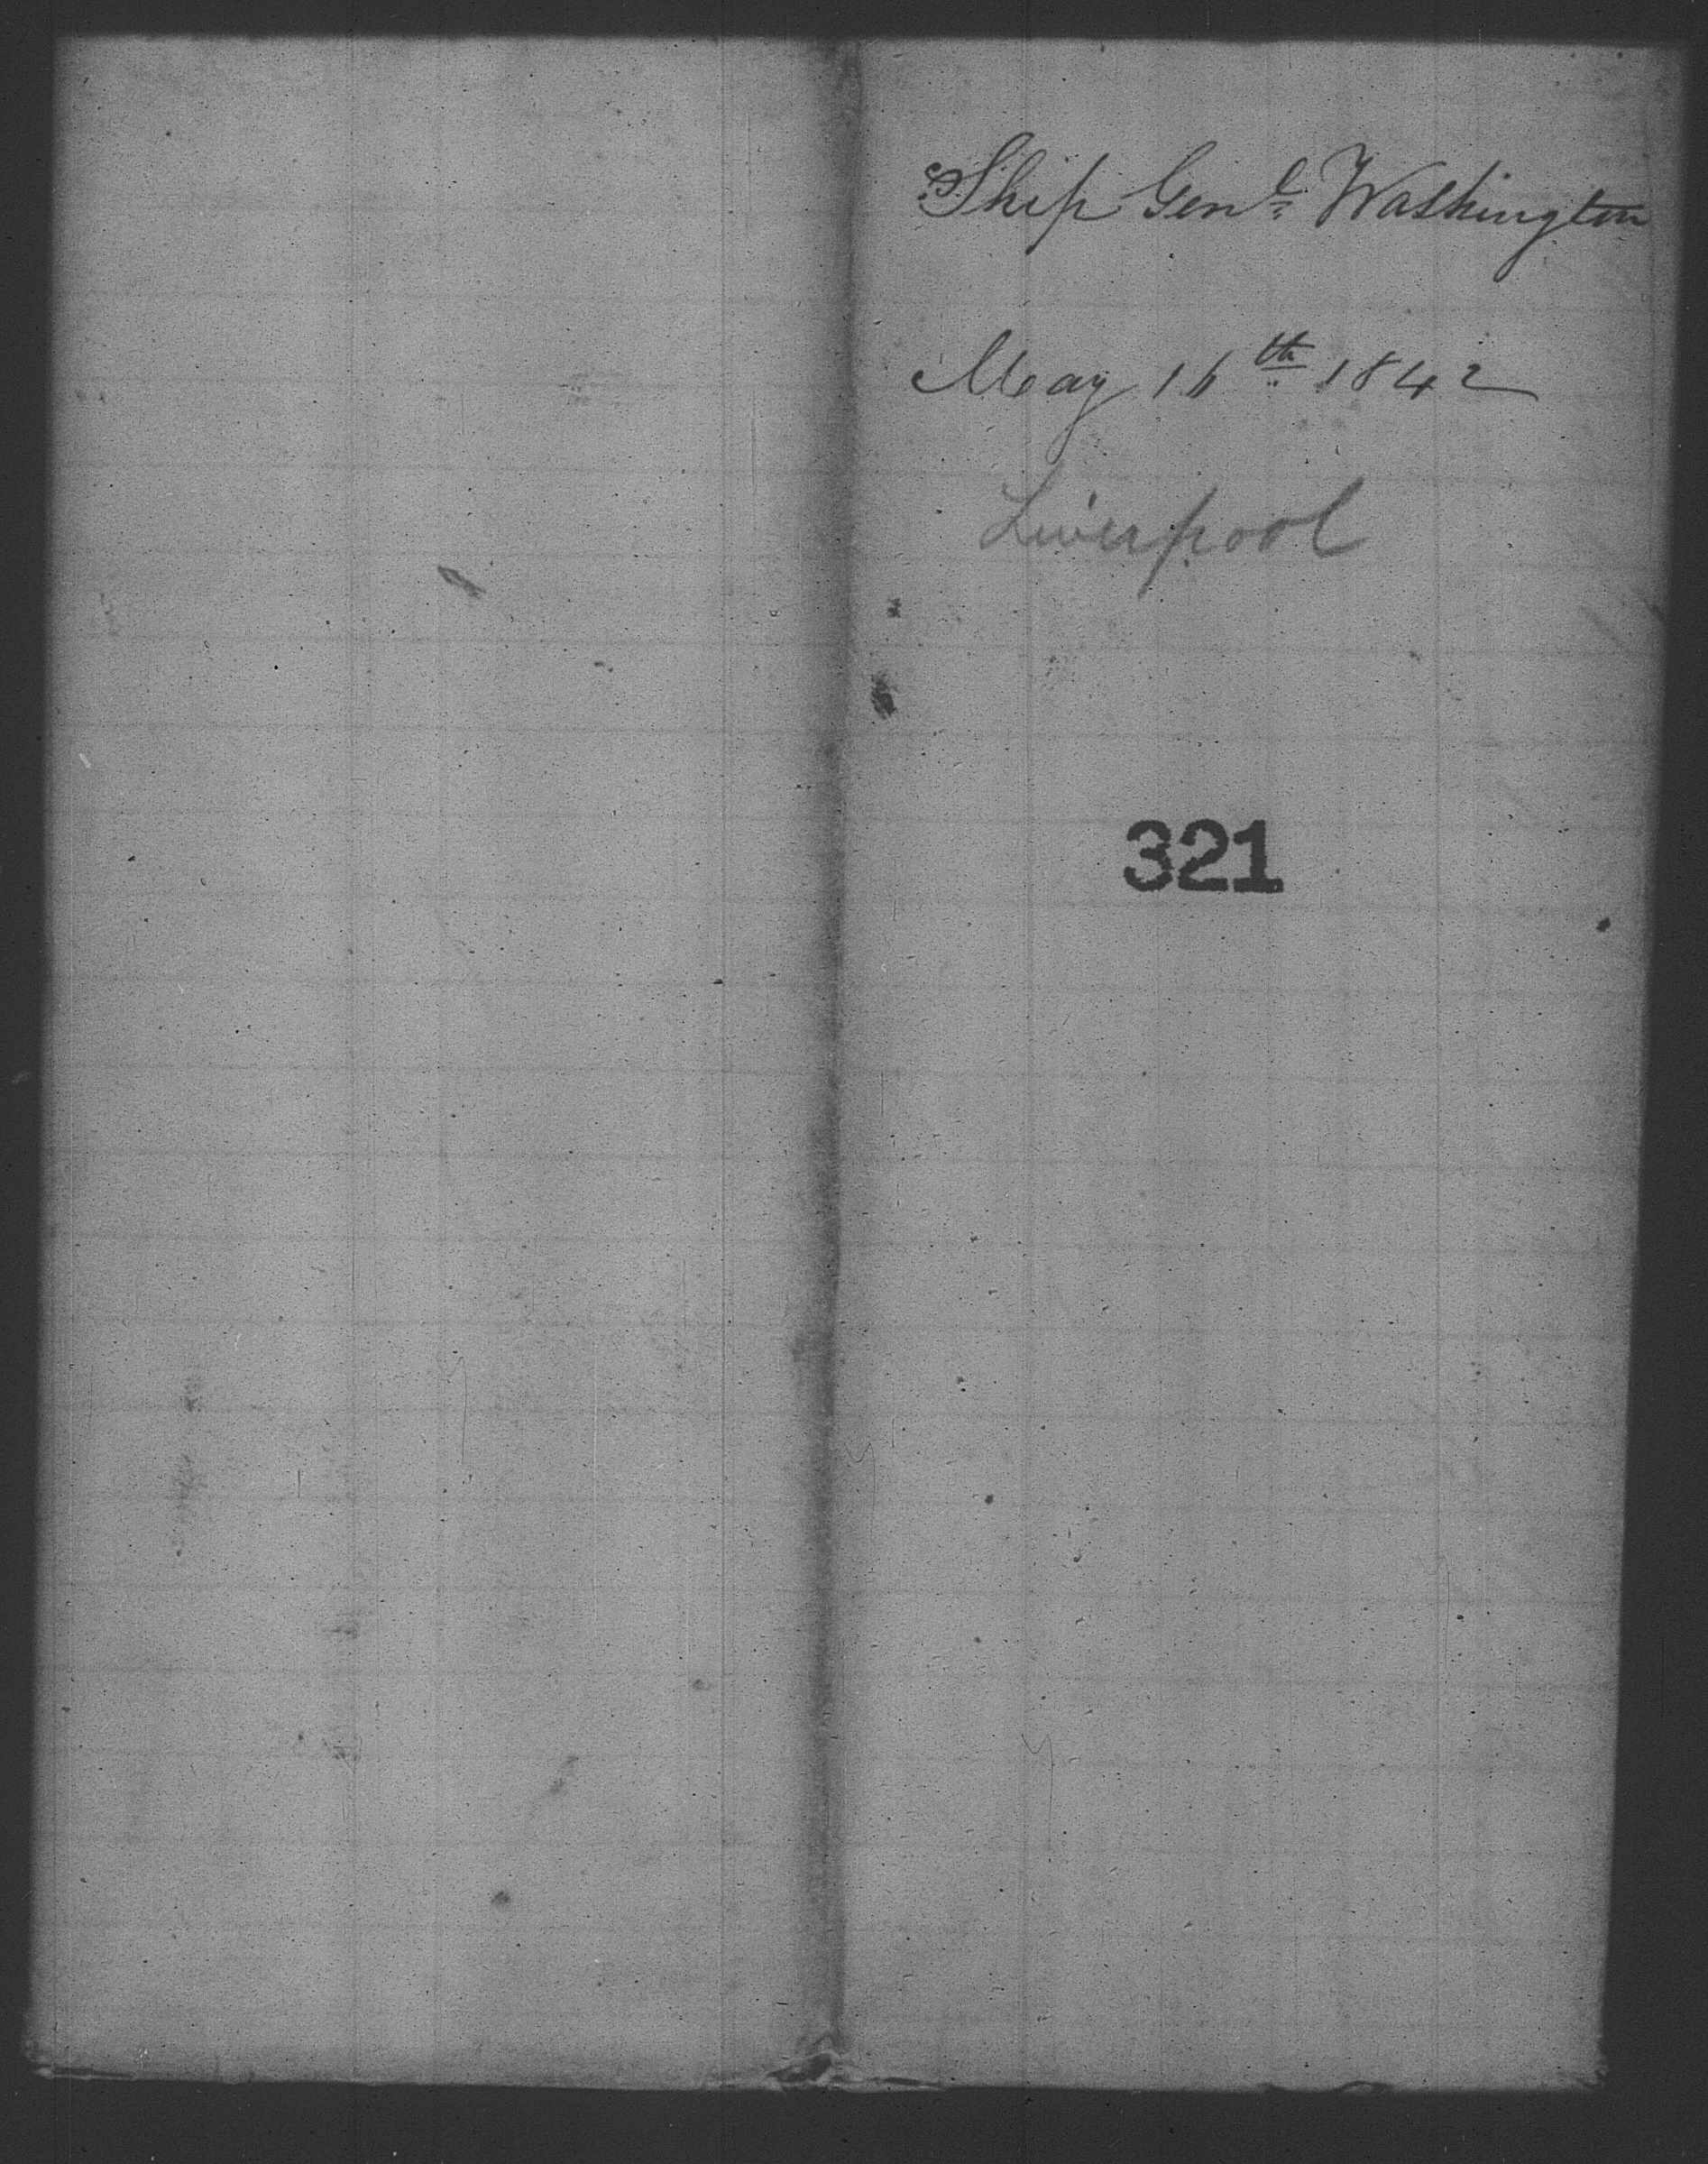 Ship Genl. Washington
May 16th 1842
Liverpool
321